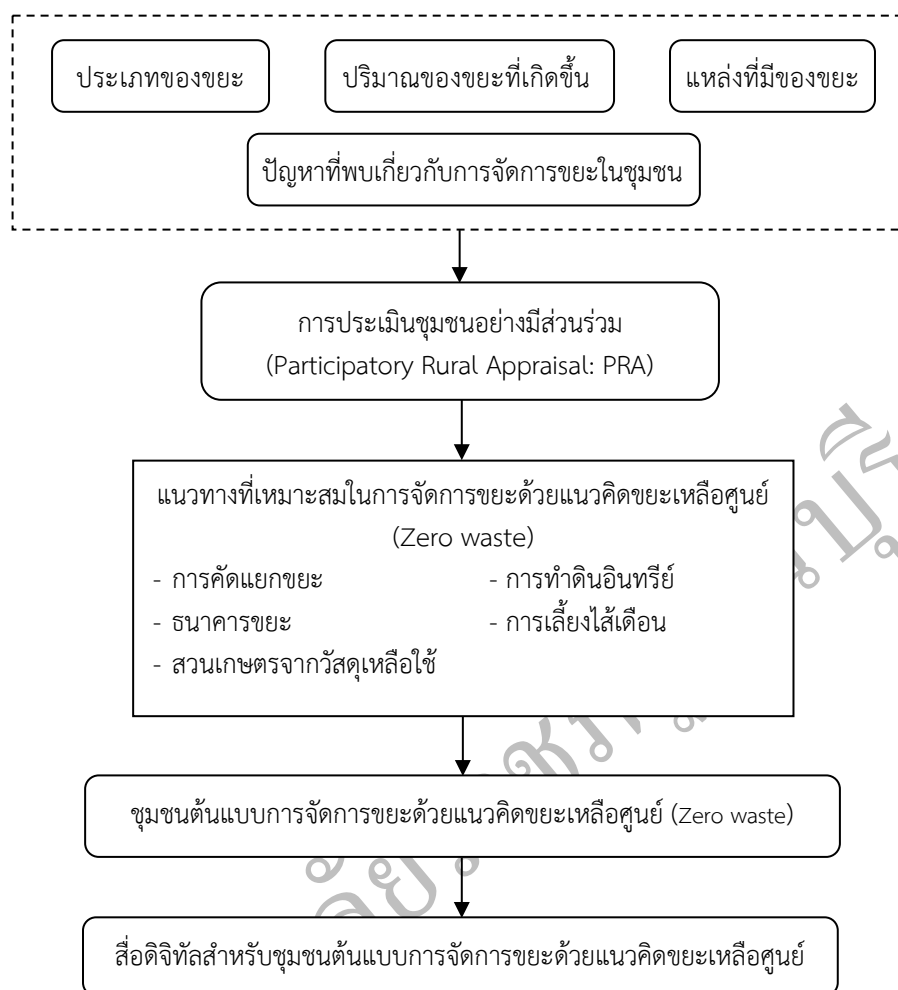 ประเภทของขยะ
ปริมาณของขยะที่เกิดขึ้น
แหล่งที่มีของขยะ
ปัญหาที่พบเกี่ยวกับการจัดการขยะในชุมชน
การประเมินชุมชนอย่างมีส่วนร่วม
(Participatory Rural Appraisal: PRA)
แนวทางที่เหมาะสมในการจัดการขยะด้วยแนวคิดขยะเหลือศูนย์
(Zero waste)
- การคัดแยกขยะ
- การทำดินอินทรีย์
- ธนาคารขยะ
- การเลี้ยงไส้เดือน
- สวนเกษตรจากวัสดุเหลือใช้
ชุมชนต้นแบบการจัดการขยะด้วยแนวคิดขยะเหลือศูนย์ (Zero waste)
สื่อดิจิทัลสำหรับชุมชนต้นแบบการจัดการขยะด้วยแนวคิดขยะเหลือศูนย์